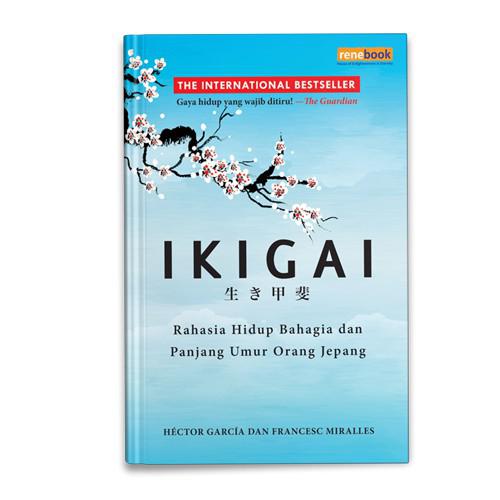 renebook
THE INTERNATIONAL BESTSELLER
Gaya hidup yang wajib ditiru! —The Guardian
IKIGAI
生き甲斐
Rahasia Hidup Bahagia dan
Panjang Umur Orang Jepang
HÉCTOR GARCÍA DAN FRANCESC MIRALLES